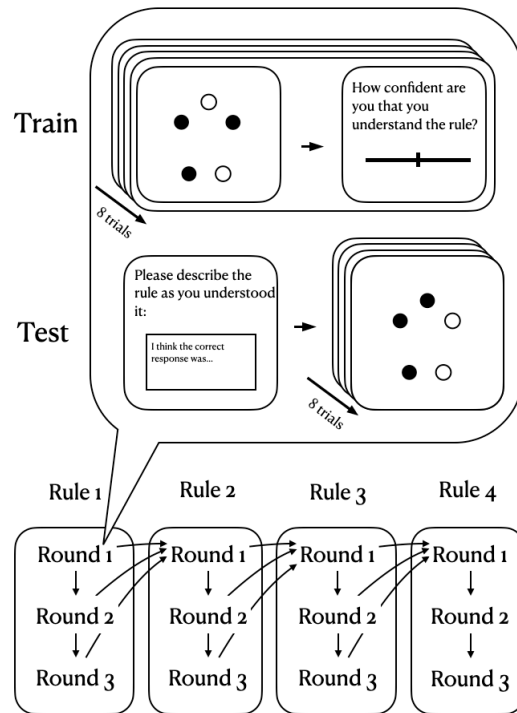 How confident are
you that you
understand the rule?
Train
8 trials
Please describe the
rule as you understood
it:
I think the correct
response was...
Test
8 trials
Rule 1 Rule 2 Rule 3 Rule 4
Round 1 Round 1 Round 1 Round 1
Round 2 Round 2 Round 2 Round 2
Round 3 Round 3 Round 3 Round 3